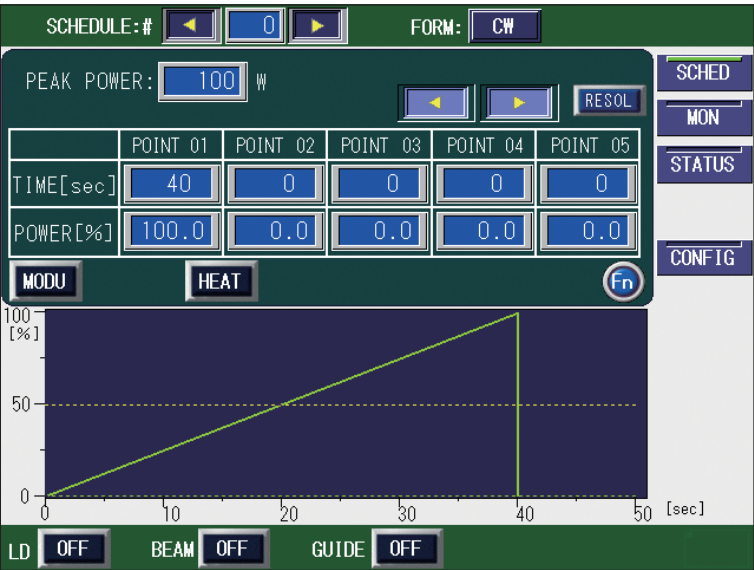 SCHEDULE:# 0 FORM: CW
PEAK POWER: 100 W
RESOL
POINT 01 POINT 02 POINT 03 POINT 04 POINT 05
TIME[sec] 40 0 0 0 0
POWER[%] 100.0 0.0 0.0 0.0 0.0
MODU HEAT Fn
SCHED
MON
STATUS
CONFIG
100
[%]
50
0
0 10 20 30 40 50 [sec]
LD OFF BEAM OFF GUIDE OFF